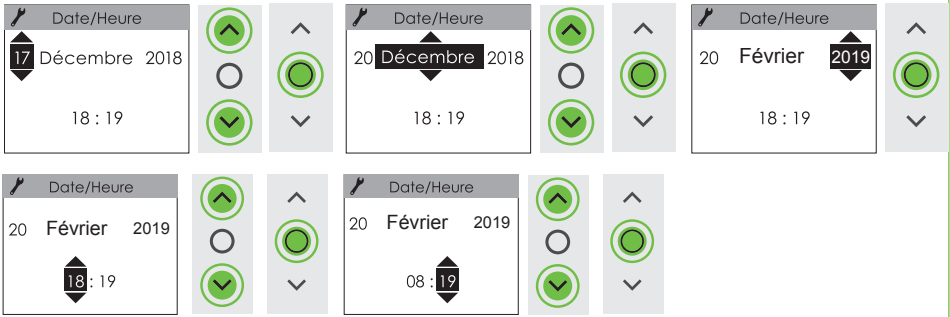 Date/Heure
17 Décembre 2018
18 : 19
Date/Heure
20 Décembre 2018
18 : 19
Date/Heure
20 Février 2019
18 : 19
Date/Heure
20 Février 2019
18 : 19
Date/Heure
20 Février 2019
08 : 19